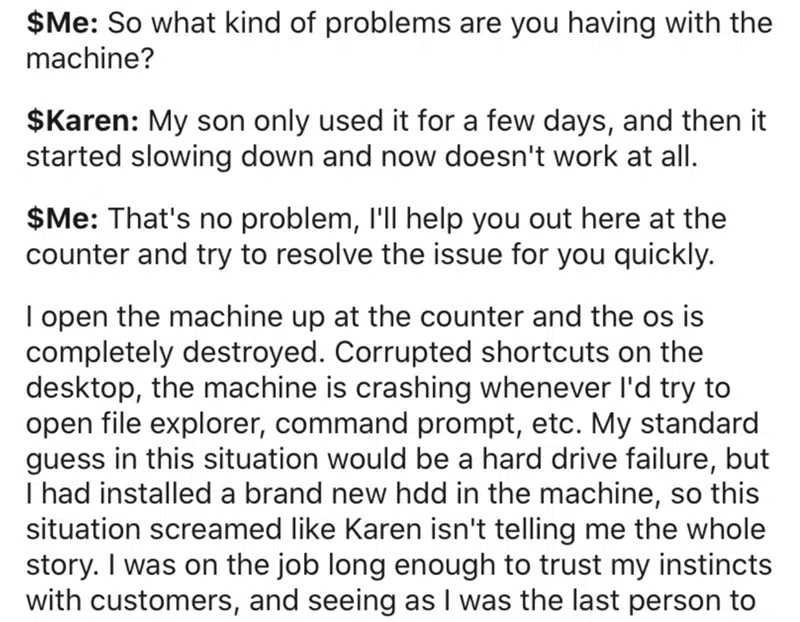 $Me: So what kind of problems are you having with the
machine?
$Karen: My son only used it for a few days, and then it
started slowing down and now doesn't work at all.
$Me: That's no problem, I'll help you out here at the
counter and try to resolve the issue for you quickly.
I open the machine up at the counter and the os is
completely destroyed. Corrupted shortcuts on the
desktop, the machine is crashing whenever I'd try to
open file explorer, command prompt, etc. My standard
guess in this situation would be a hard drive failure, but
I had installed a brand new hdd in the machine, so this
situation screamed like Karen isn't telling me the whole
story. I was on the job long enough to trust my instincts
with customers, and seeing as I was the last person to